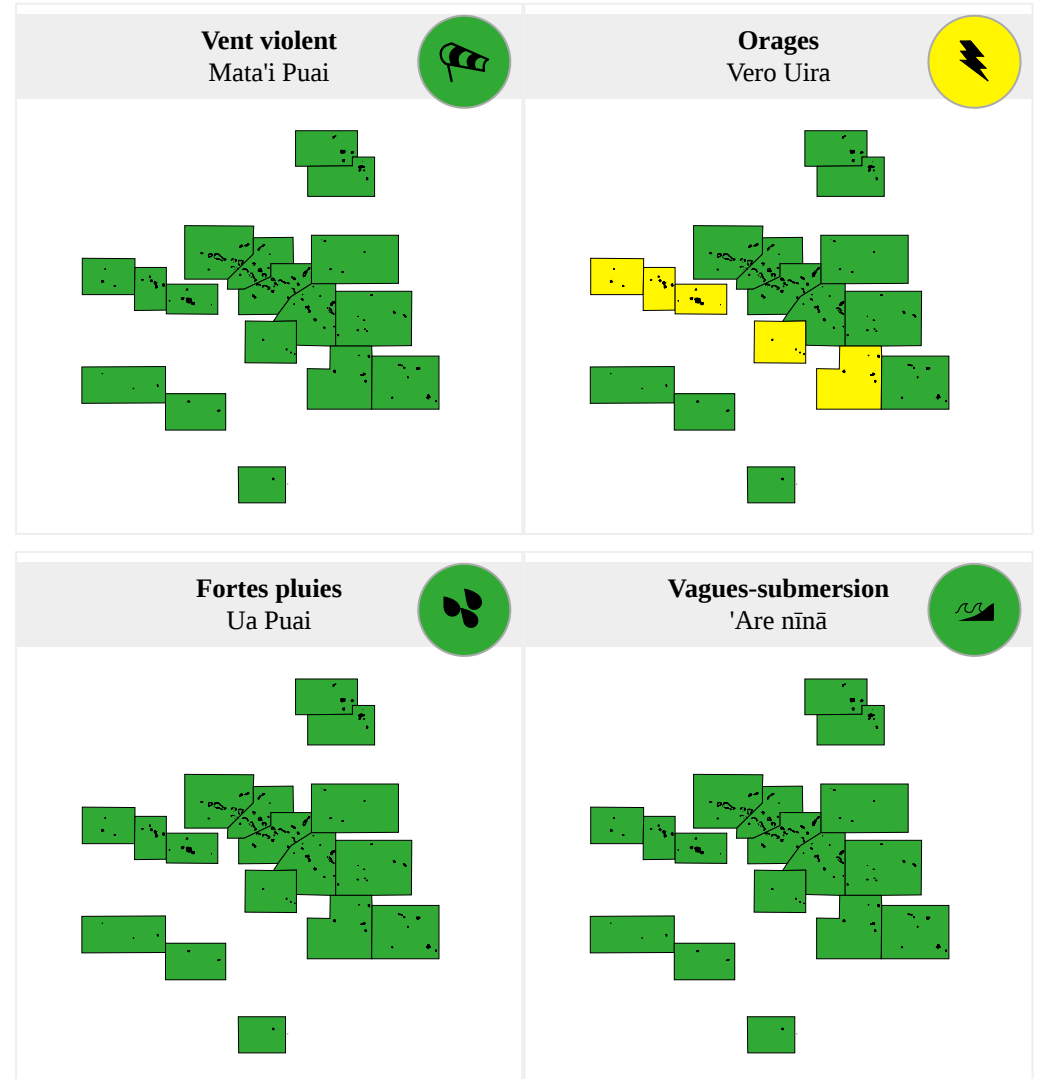 Vent violent
Mata'i Puai
Orages
Vero Uira
Fortes pluies
Ua Puai
Vagues-submersion
'Are nīnā